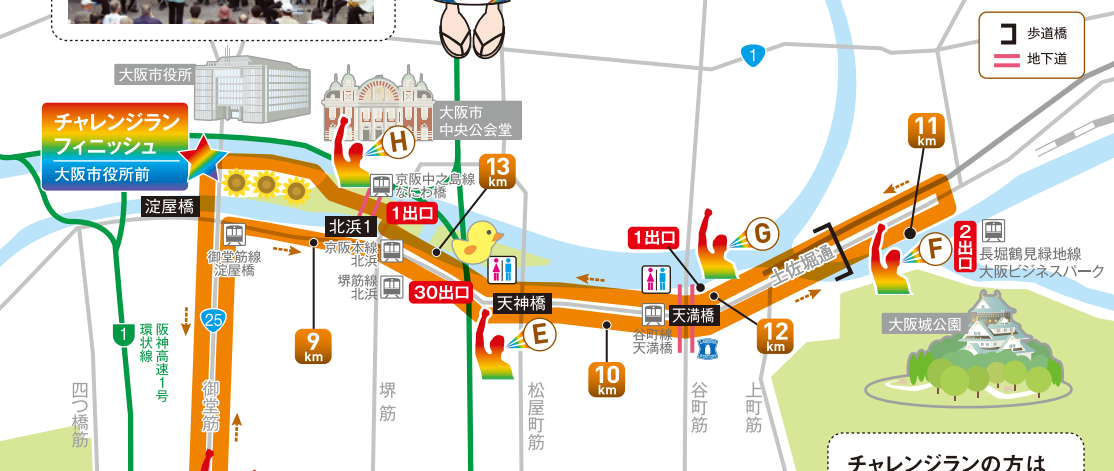 歩道橋
地下道
1
大阪市役所
大阪市
中央公会堂
チャレンジラン
フィニッシュ
大阪市役所前
H
13
km
11
km
京阪中之島線
なにわ橋
1出口
淀屋橋
北浜1
御堂筋線
淀屋橋
京阪本線
北浜
堺筋線
北浜
30出口
天神橋
1出口
G
土佐堀通
F
2出口
長堀鶴見緑地線
大阪ビジネスパーク
大阪城公園
25
1
阪神高速1号
環状線
9
km
E
10
km
谷町線
天満橋
天満橋
12
km
四つ橋筋
御堂筋
堺筋
松屋町筋
谷町筋
上町筋
チャレンジランの方は